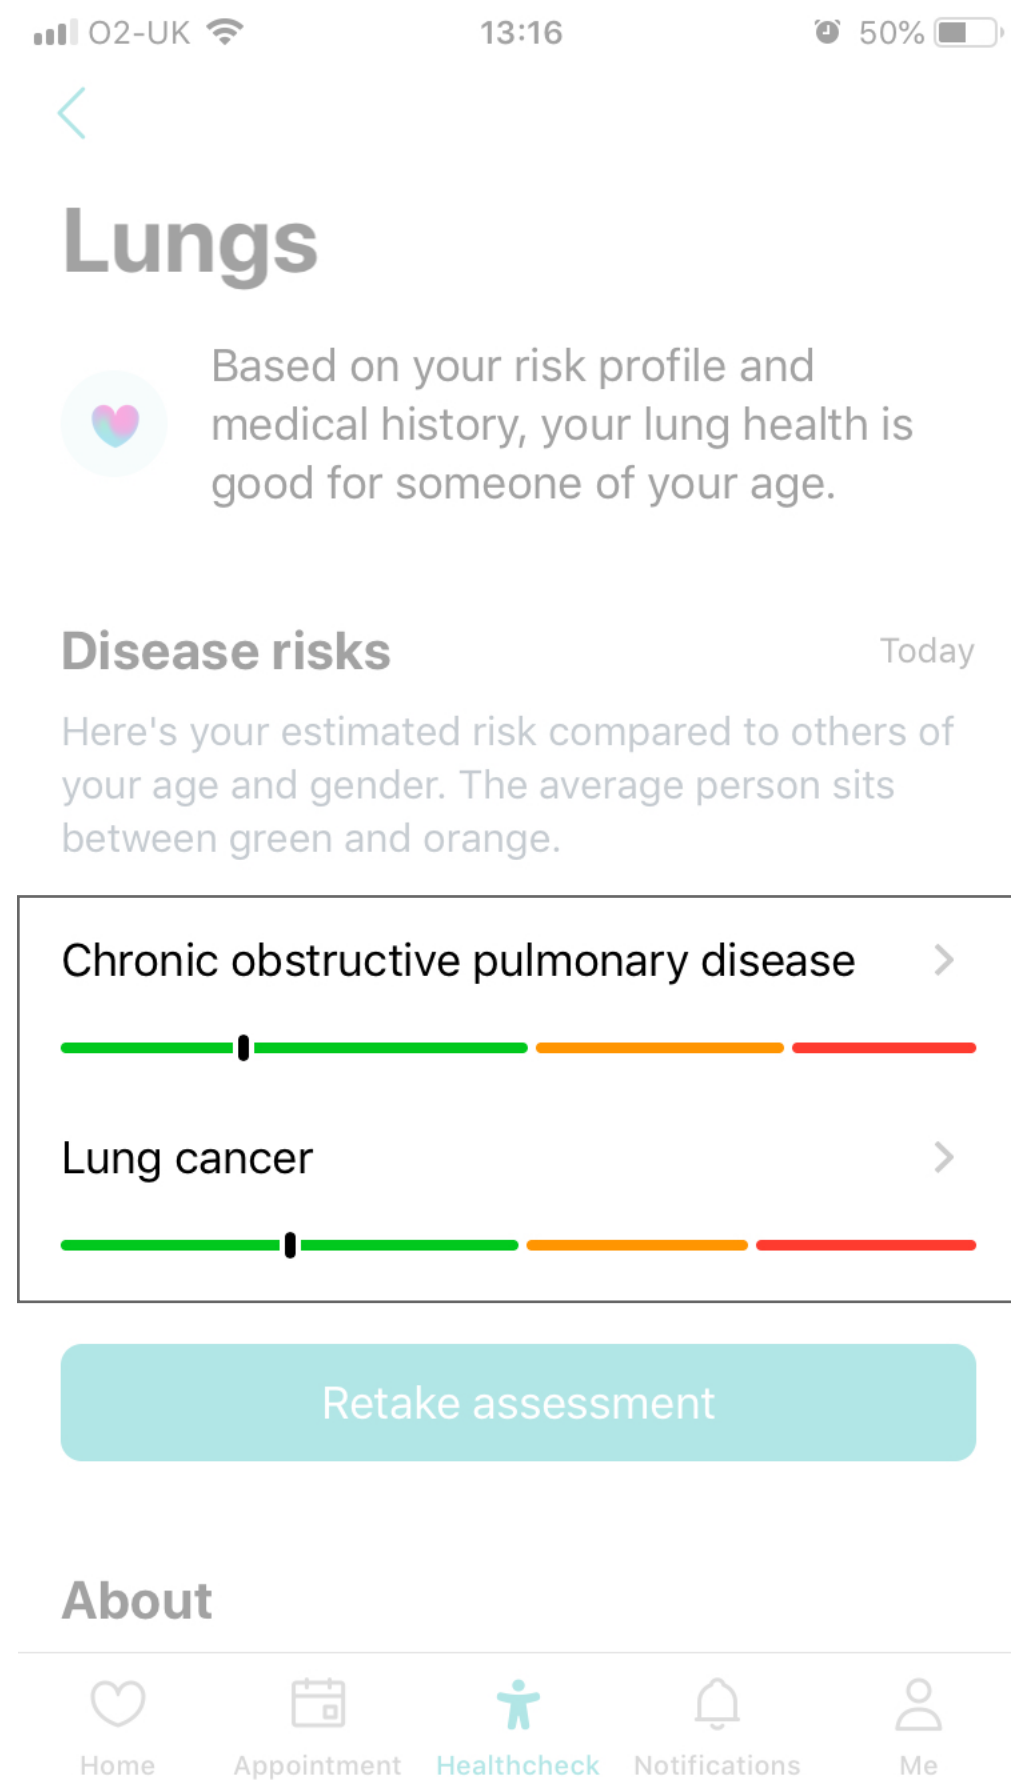 O2-UK 13:16 50%
Lungs
Based on your risk profile and
medical history, your lung health is
good for someone of your age.
Disease risks Today
Here's your estimated risk compared to others of
your age and gender. The average person sits
between green and orange.
Chronic obstructive pulmonary disease
Lung cancer
Retake assessment
About
Home Appointment Healthcheck Notifications Me